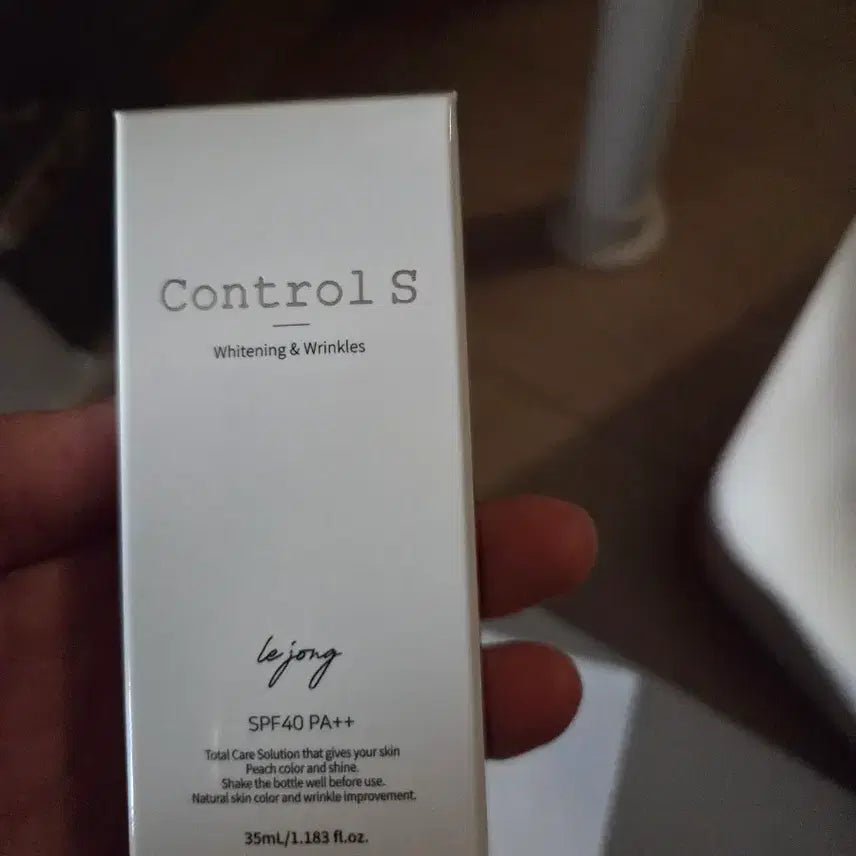 Control S
Whitening & Wrinkles
le jong
SPF40 PA++
Total Care Solution that gives your skin
Peach color and shine.
Shake the bottle well before use.
Natural skin color and wrinkle improvement.
35mL/1.183 fl.oz.